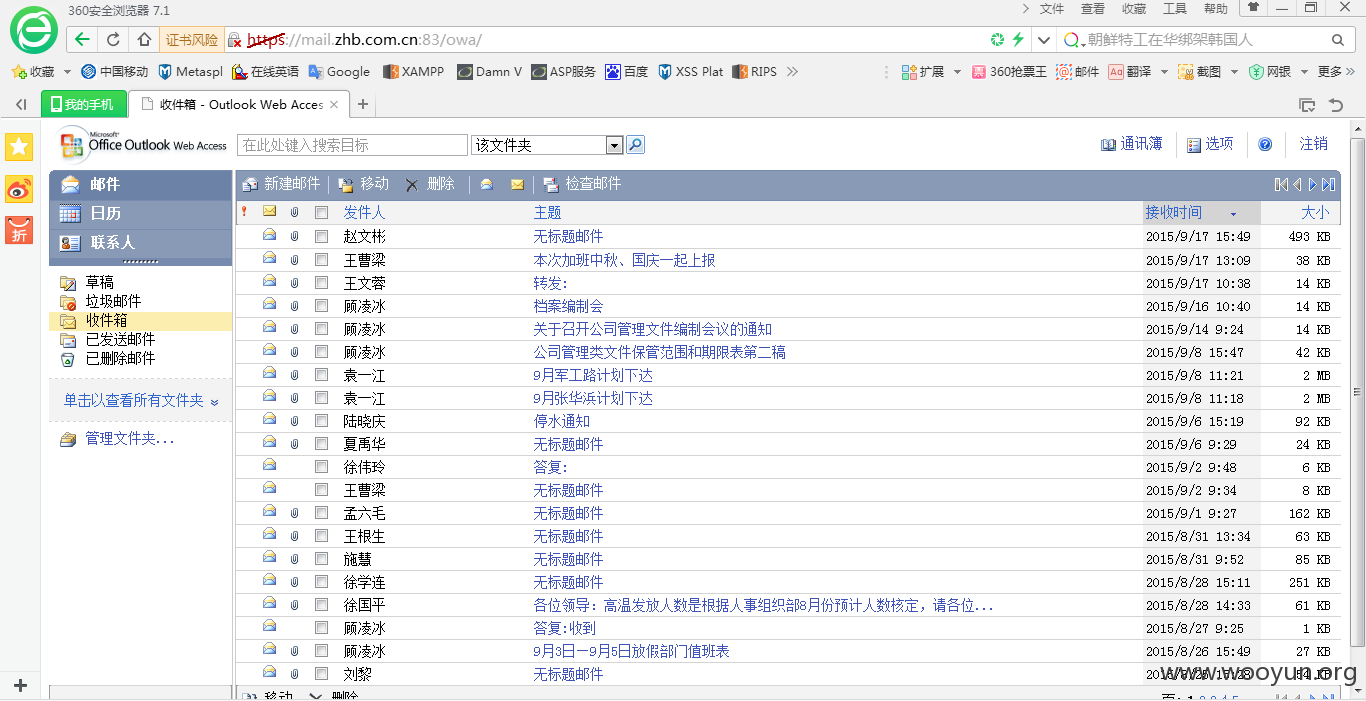 360安全浏览器 7.1
文件 查看 收藏 工具 帮助
证书风险 https://mail.zhb.com.cn:83/owa/ 朝鲜特工在华绑架韩国人
收藏 中国移动 Metaspl 在线英语 Google XAMPP Damn V ASP服务 百度 XSS Plat RIPS 扩展 360抢票王 邮件 翻译 截图 网银 更多
我的手机 收件箱 - Outlook Web Acces
Microsoft Office Outlook Web Access 在此处键入搜索目标 该文件夹 通讯簿 选项 注销
折
邮件
日历
联系人
草稿
垃圾邮件
收件箱
已发送邮件
已删除邮件
单击以查看所有文件夹
管理文件夹...
新建邮件 移动 删除 检查邮件
发件人 主题 接收时间 大小
赵文彬 无标题邮件 2015/9/17 15:49 493 KB
王曹梁 本次加班中秋、国庆一起上报 2015/9/17 13:09 38 KB
王文蓉 转发: 2015/9/17 10:38 14 KB
顾凌冰 档案编制会 2015/9/16 10:40 14 KB
顾凌冰 关于召开公司管理文件编制会议的通知 2015/9/14 9:24 14 KB
顾凌冰 公司管理类文件保管范围和期限表第二稿 2015/9/8 15:47 42 KB
袁一江 9月军工路计划下达 2015/9/8 11:21 2 MB
袁一江 9月张华浜计划下达 2015/9/8 11:18 2 MB
陆晓庆 停水通知 2015/9/6 15:19 92 KB
夏禹华 无标题邮件 2015/9/6 9:29 24 KB
徐伟玲 答复: 2015/9/2 9:48 6 KB
王曹梁 无标题邮件 2015/9/2 9:34 8 KB
孟六毛 无标题邮件 2015/9/1 9:27 162 KB
王根生 无标题邮件 2015/8/31 13:34 63 KB
施慧 无标题邮件 2015/8/31 9:52 85 KB
徐学连 无标题邮件 2015/8/28 15:11 251 KB
徐国平 各位领导：高温发放人数是根据人事组织部8月份预计人数核定，请各位... 2015/8/28 14:33 61 KB
顾凌冰 答复:收到 2015/8/27 9:25 1 KB
顾凌冰 9月3日－9月5日放假部门值班表 2015/8/26 15:49 27 KB
刘黎 无标题邮件
www.wooyun.org
移动 删除